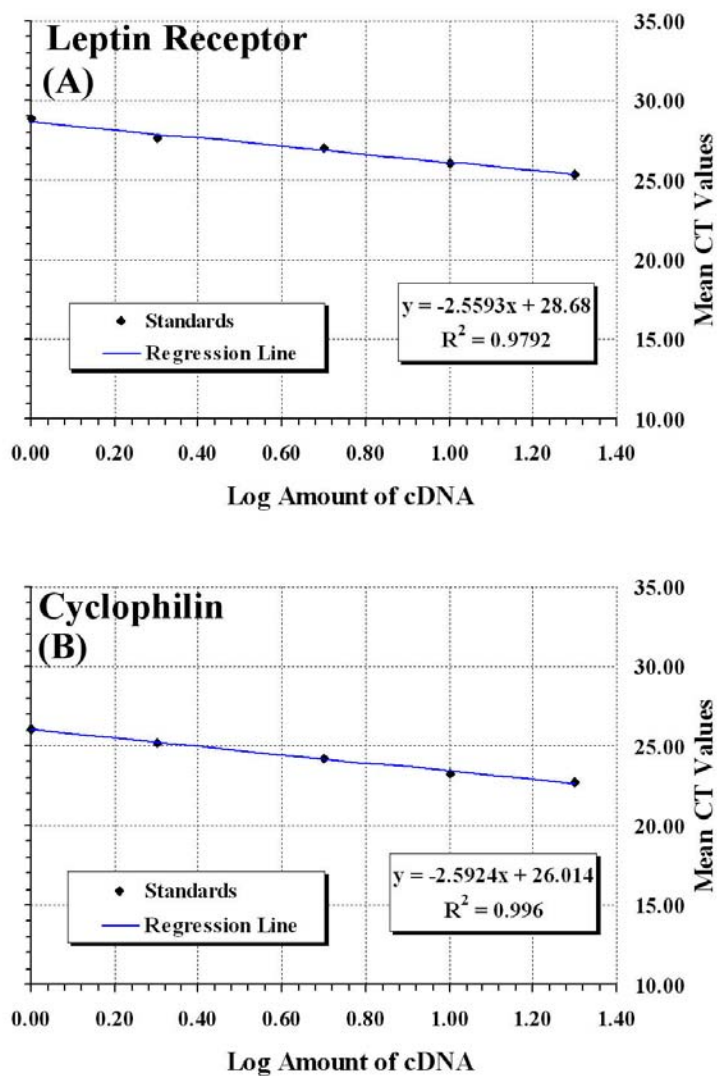 Leptin Receptor
(A)
35.00
30.00
25.00
20.00
15.00
10.00
Mean CT Values
Standards
Regression Line
y = -2.5593x + 28.68
R² = 0.9792
0.00 0.20 0.40 0.60 0.80 1.00 1.20 1.40
Log Amount of cDNA
Cyclophilin
(B)
35.00
30.00
25.00
20.00
15.00
10.00
Mean CT Values
Standards
Regression Line
y = -2.5924x + 26.014
R² = 0.996
0.00 0.20 0.40 0.60 0.80 1.00 1.20 1.40
Log Amount of cDNA